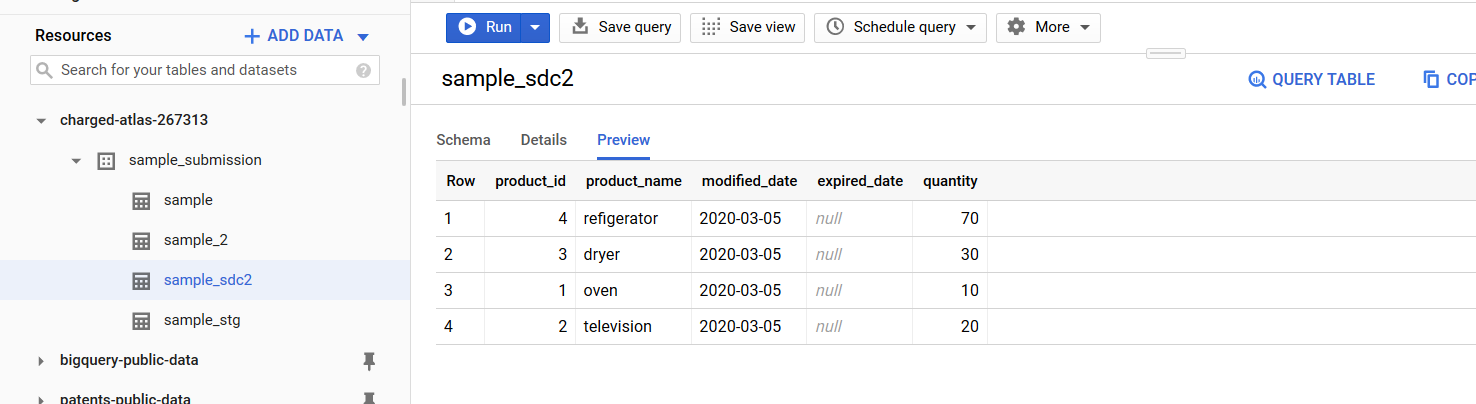 Resources
ADD DATA
Search for your tables and datasets
charged-atlas-267313
sample_submission
sample
sample_2
sample_sdc2
sample_stg
bigquery-public-data
patents-public-data
Run Save query Save view Schedule query More
sample_sdc2
QUERY TABLE COP
Schema Details Preview
Row product_id product_name modified_date expired_date quantity
1 4 refigerator 2020-03-05 null 70
2 3 dryer 2020-03-05 null 30
3 1 oven 2020-03-05 null 10
4 2 television 2020-03-05 null 20